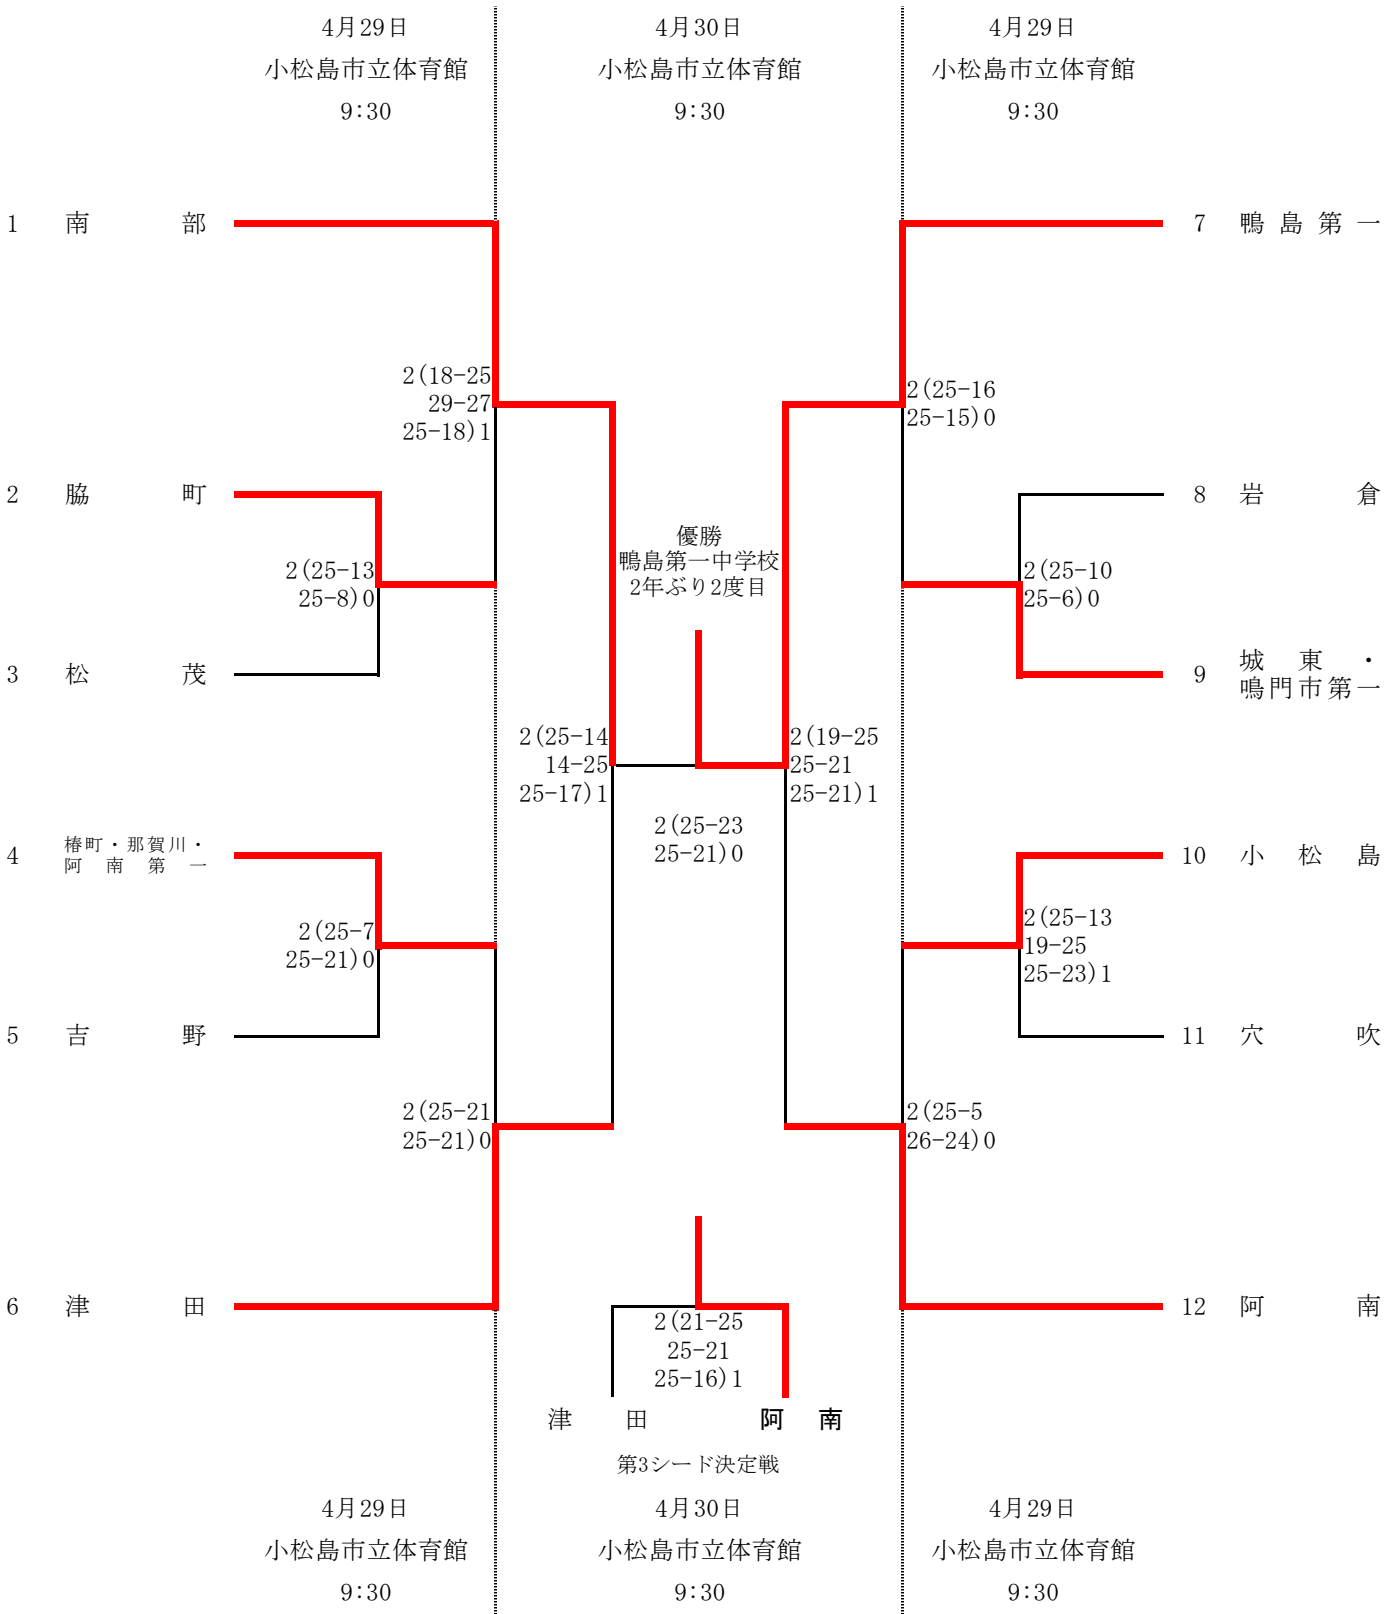 4月29日
小松島市立体育館
9:30
4月30日
小松島市立体育館
9:30
4月29日
小松島市立体育館
9:30
1 南部
7 鴨島第一
2(18-25
29-27
25-18)1
2(25-16
25-15)0
2 脇町
8 岩倉
優勝
鴨島第一中学校
2年ぶり2度目
2(25-13
25-8)0
2(25-10
25-6)0
3 松茂
9 城東・
鳴門市第一
2(25-14
14-25
25-17)1
2(19-25
25-21
25-21)1
2(25-23
25-21)0
4 椿町・那賀川・
阿南第一
10 小松島
2(25-7
25-21)0
2(25-13
19-25
25-23)1
5 吉野
11 穴吹
2(25-21
25-21)0
2(25-5
26-24)0
6 津田
12 阿南
2(21-25
25-21
25-16)1
津田 阿南
第3シード決定戦
4月29日
小松島市立体育館
9:30
4月30日
小松島市立体育館
9:30
4月29日
小松島市立体育館
9:30